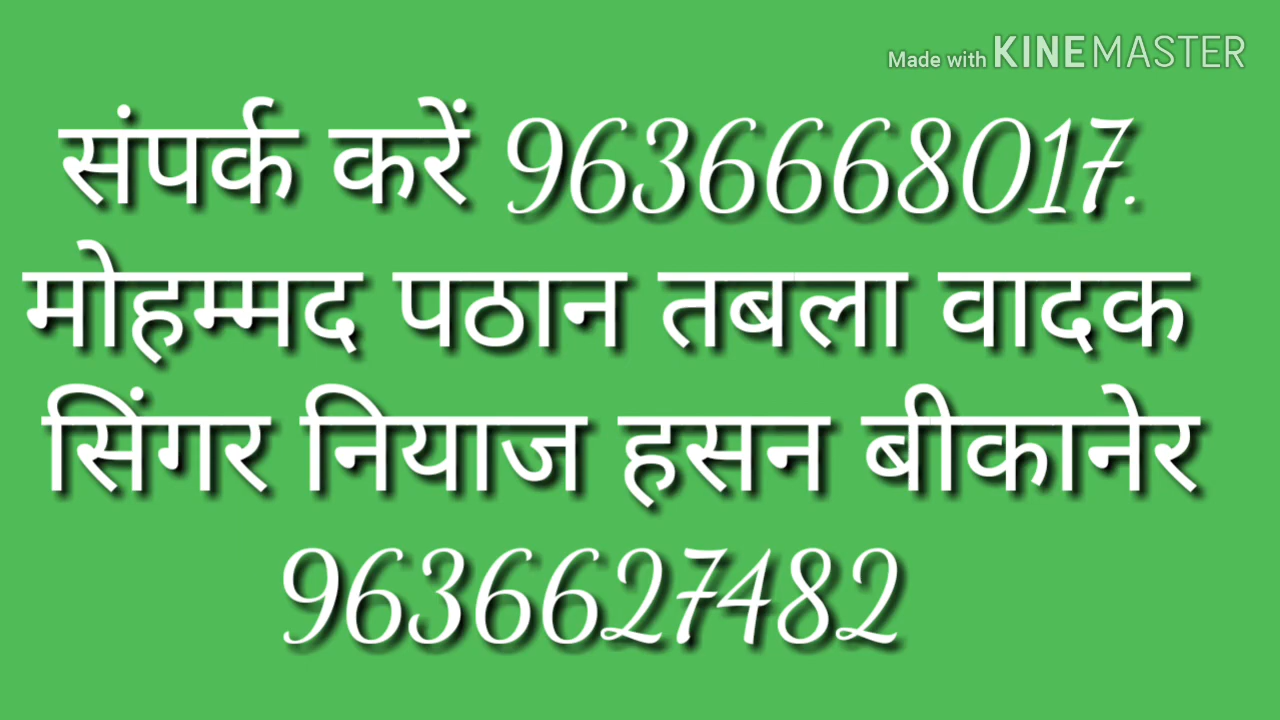 Made with KINEMASTER
संपर्क करें 9636668017.
मोहम्मद पठान तबला वादक
सिंगर नियाज हसन बीकानेर
9636627482